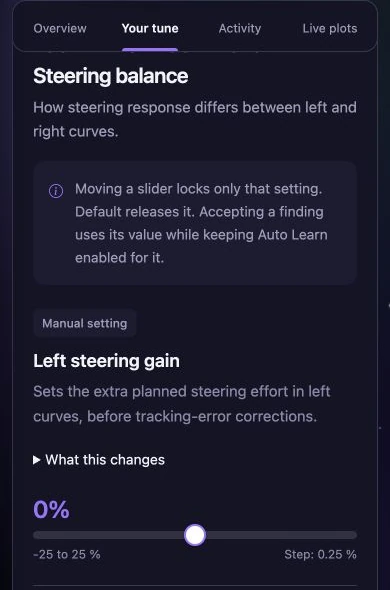 Overview Your tune Activity Live plots
Steering balance
How steering response differs between left and
right curves.
Moving a slider locks only that setting.
Default releases it. Accepting a finding
uses its value while keeping Auto Learn
enabled for it.
Manual setting
Left steering gain
Sets the extra planned steering effort in left
curves, before tracking-error corrections.
What this changes
0%
-25 to 25 % Step: 0.25 %